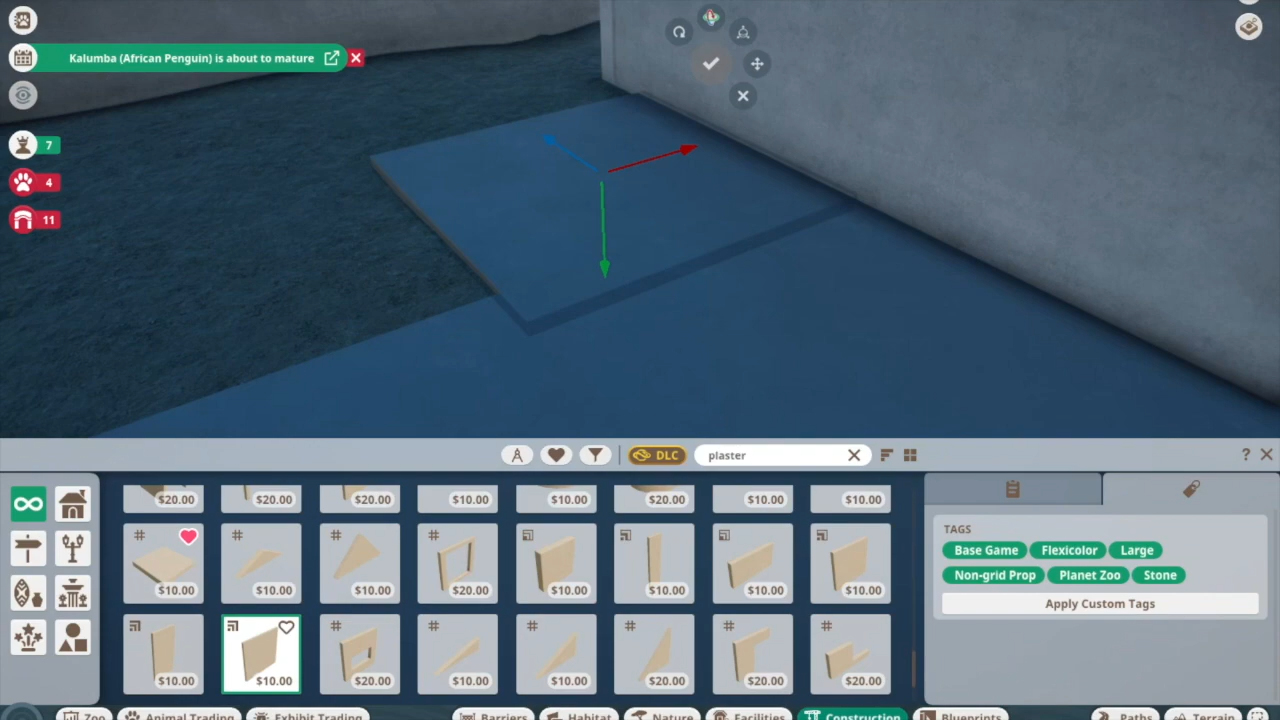 Kalumba (African Penguin) is about to mature
7
4
11
DLC
plaster
?
$20.00 $20.00 $20.00 $10.00 $10.00 $20.00 $10.00 $10.00
TAGS
Base Game Flexicolor Large
Non-grid Prop Planet Zoo Stone
$10.00 $10.00 $10.00 $20.00 $10.00 $10.00 $10.00 $10.00
Apply Custom Tags
$10.00 $10.00 $20.00 $10.00 $10.00 $20.00 $20.00 $20.00
Zoo Animal Trading Exhibit Trading Barriers Habitat Nature Facilities Construction Blueprints Paths Terrain